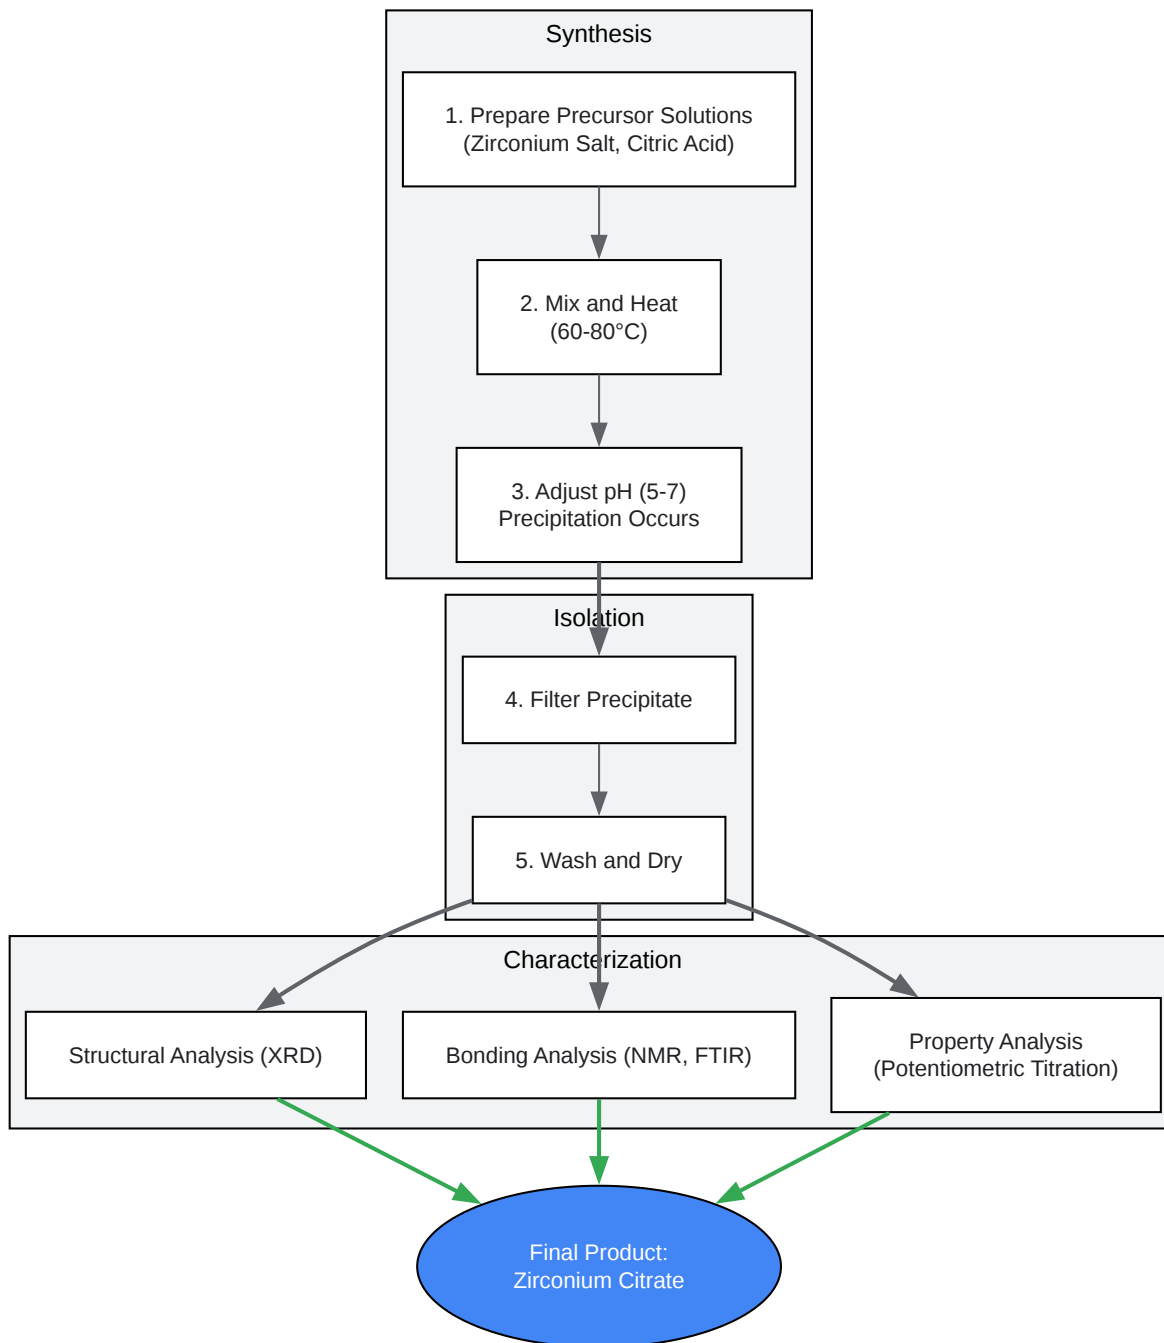 Synthesis
1. Prepare Precursor Solutions
(Zirconium Salt, Citric Acid)
2. Mix and Heat
(60-80°C)
3. Adjust pH (5-7)
Precipitation Occurs
Isolation
4. Filter Precipitate
5. Wash and Dry
Characterization
Structural Analysis (XRD)
Bonding Analysis (NMR, FTIR)
Property Analysis
(Potentiometric Titration)
Final Product:
Zirconium Citrate